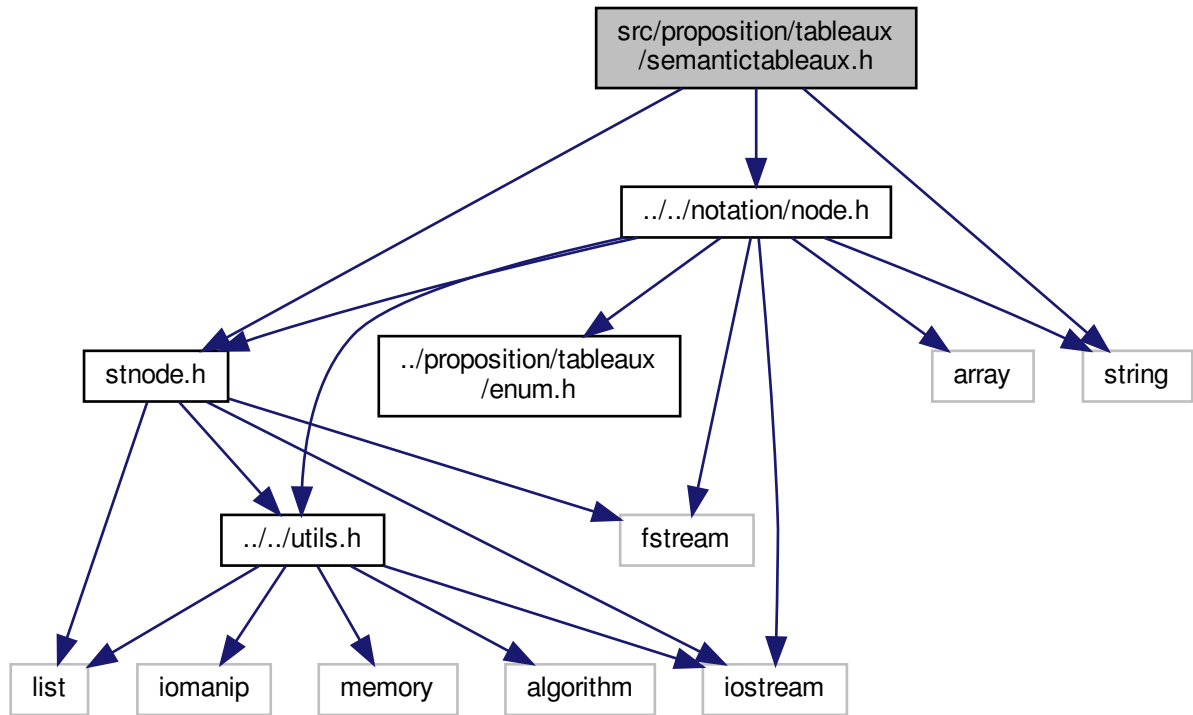 src/proposition/tableaux
/semantictableaux.h
../../notation/node.h
stnode.h
../proposition/tableaux
/enum.h
array
string
../../utils.h
fstream
list
iomanip
memory
algorithm
iostream